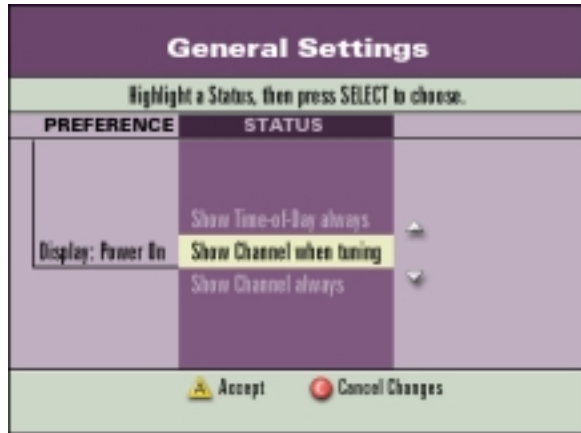 General Settings
Highlight a Status, then press SELECT to choose.
PREFERENCE STATUS
Show Time-of-Day always
Display: Power On Show Channel when tuning
Show Channel always
A Accept C Cancel Changes